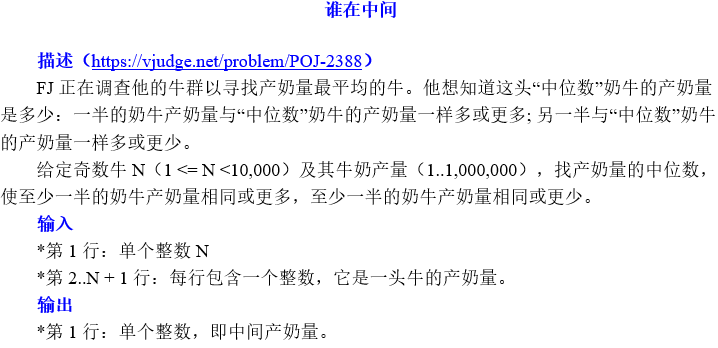 谁在中间
描述（https://vjudge.net/problem/POJ-2388）
FJ 正在调查他的牛群以寻找产奶量最平均的牛。他想知道这头“中位数”奶牛的产奶量
是多少：一半的奶牛产奶量与“中位数”奶牛的产奶量一样多或更多; 另一半与“中位数”奶牛
的产奶量一样多或更少。
给定奇数牛 N（1 <= N <10,000）及其牛奶产量（1..1,000,000），找产奶量的中位数，
使至少一半的奶牛产奶量相同或更多，至少一半的奶牛产奶量相同或更少。
输入
*第 1 行：单个整数 N
*第 2..N + 1 行：每行包含一个整数，它是一头牛的产奶量。
输出
*第 1 行：单个整数，即中间产奶量。